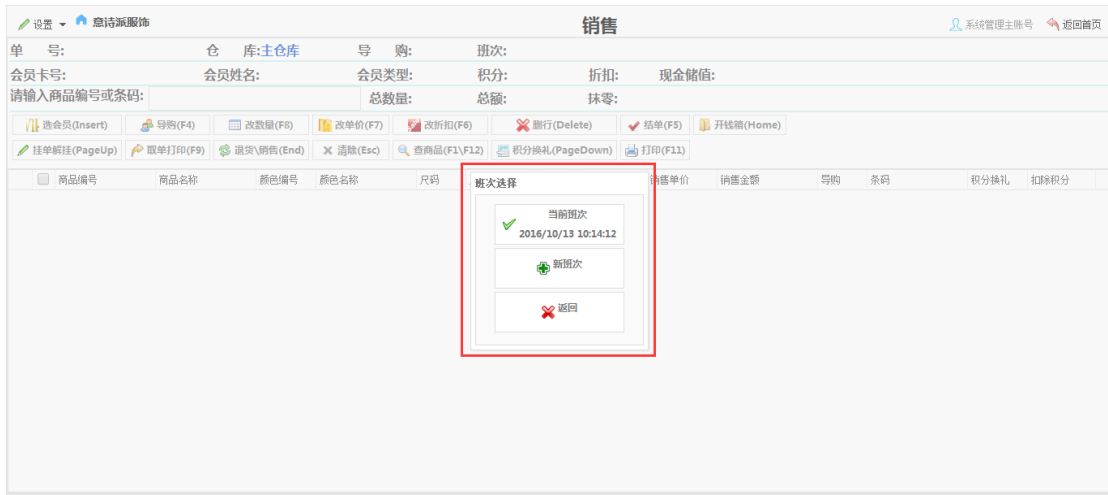 设置 意诗派服饰 销售 系统管理主账号 返回首页
单 号: 仓 库:主仓库 导 购: 班次:
会员卡号: 会员姓名: 会员类型: 积分: 折扣: 现金储值:
请输入商品编号或条码: 总数量: 总额: 抹零:
选会员(Insert) 导购(F4) 改数量(F8) 改单价(F7) 改折扣(F6) 删行(Delete) 结单(F5) 开钱箱(Home)
挂单解挂(PageUp) 取单打印(F9) 退货\销售(End) 清除(Esc) 查商品(F1\F12) 积分换礼(PageDown) 打印(F11)
商品编号 商品名称 颜色编号 颜色名称 尺码 销售单价 销售金额 导购 条码 积分换礼 扣除积分
班次选择
当前班次
2016/10/13 10:14:12
新班次
返回